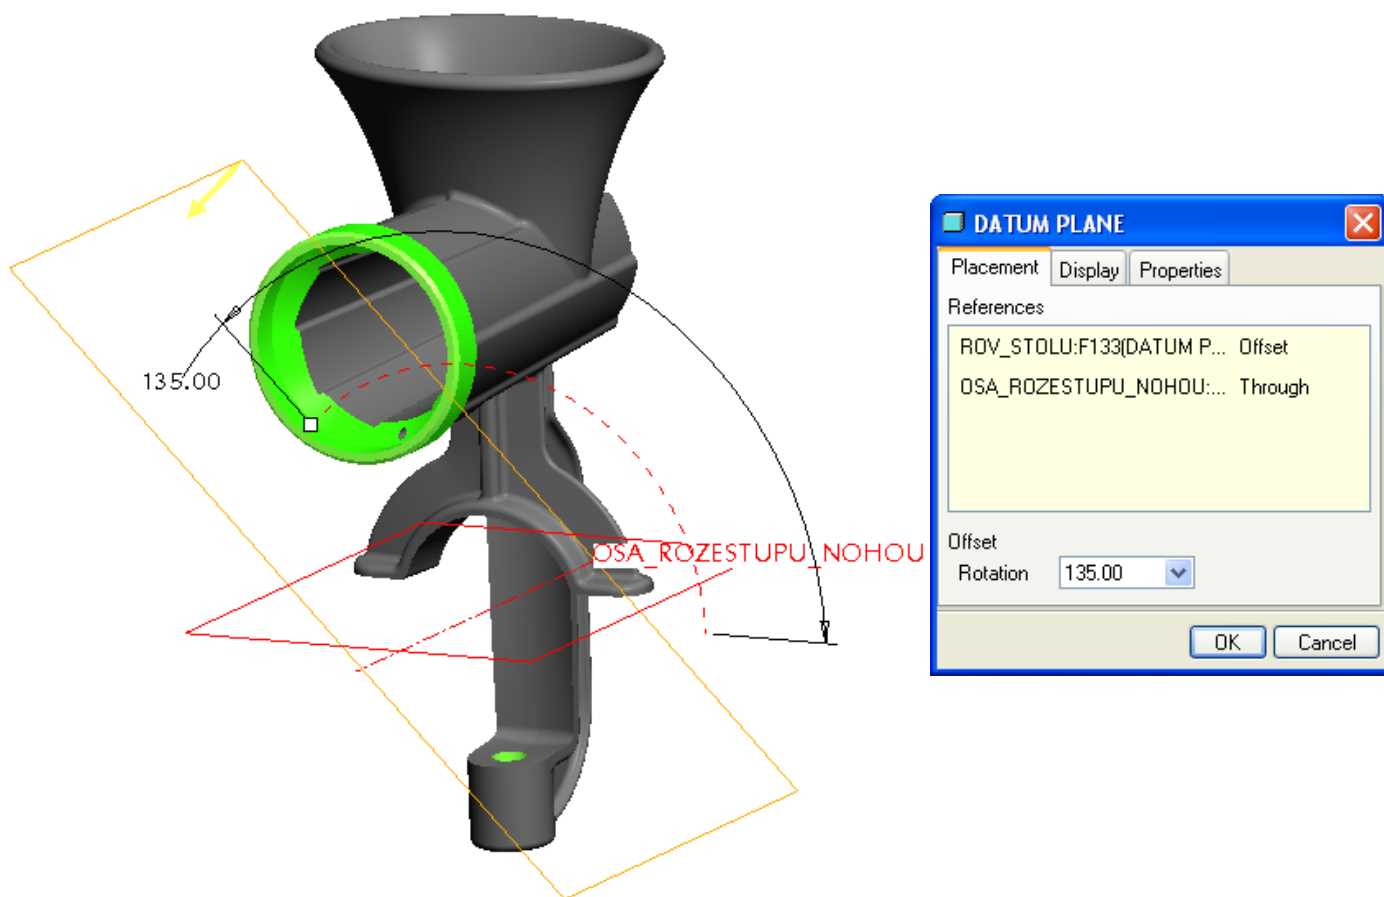 135.00
OSA_ROZESTUPU_NOHOU
DATUM PLANE
Placement Display Properties
References
ROV_STOLU:F133(DATUM P... Offset
OSA_ROZESTUPU_NOHOU:... Through
Offset
Rotation 135.00
OK Cancel